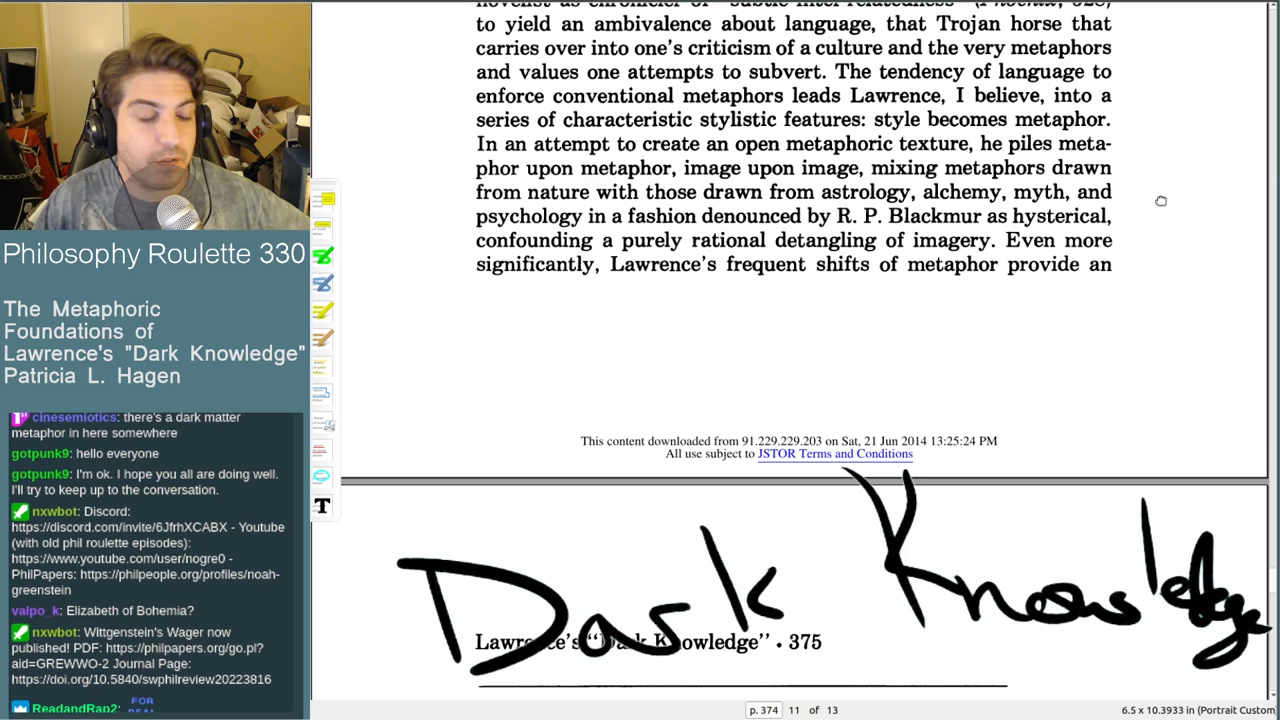 novelist as chronicler of "subtle inter-relatedness" (Phoenix, 528)
to yield an ambivalence about language, that Trojan horse that
carries over into one's criticism of a culture and the very metaphors
and values one attempts to subvert. The tendency of language to
enforce conventional metaphors leads Lawrence, I believe, into a
series of characteristic stylistic features: style becomes metaphor.
In an attempt to create an open metaphoric texture, he piles meta-
phor upon metaphor, image upon image, mixing metaphors drawn
from nature with those drawn from astrology, alchemy, myth, and
psychology in a fashion denounced by R. P. Blackmur as hysterical,
confounding a purely rational detangling of imagery. Even more
significantly, Lawrence's frequent shifts of metaphor provide an
This content downloaded from 91.229.229.203 on Sat, 21 Jun 2014 13:25:24 PM
All use subject to JSTOR Terms and Conditions
Dark Knowledge
Lawrence's "Dark Knowledge" • 375
p. 374 11 of 13
6.5 x 10.3933 in (Portrait Custom
T
Philosophy Roulette 330
The Metaphoric
Foundations of
Lawrence's "Dark Knowledge"
Patricia L. Hagen
cinesemiotics: there's a dark matter
metaphor in here somewhere
gotpunk9: hello everyone
gotpunk9: I'm ok. I hope you all are doing well.
I'll try to keep up to the conversation.
nxwbot: Discord:
https://discord.com/invite/6JfrhXCABX - Youtube
(with old phil roulette episodes):
https://www.youtube.com/user/nogre0 -
PhilPapers: https://philpeople.org/profiles/noah-
greenstein
valpo_k: Elizabeth of Bohemia?
nxwbot: Wittgenstein's Wager now
published! PDF: https://philpapers.org/go.pl?
aid=GREWWO-2 Journal Page:
https://doi.org/10.5840/swphilreview20223816
ReadandRap2: FOR